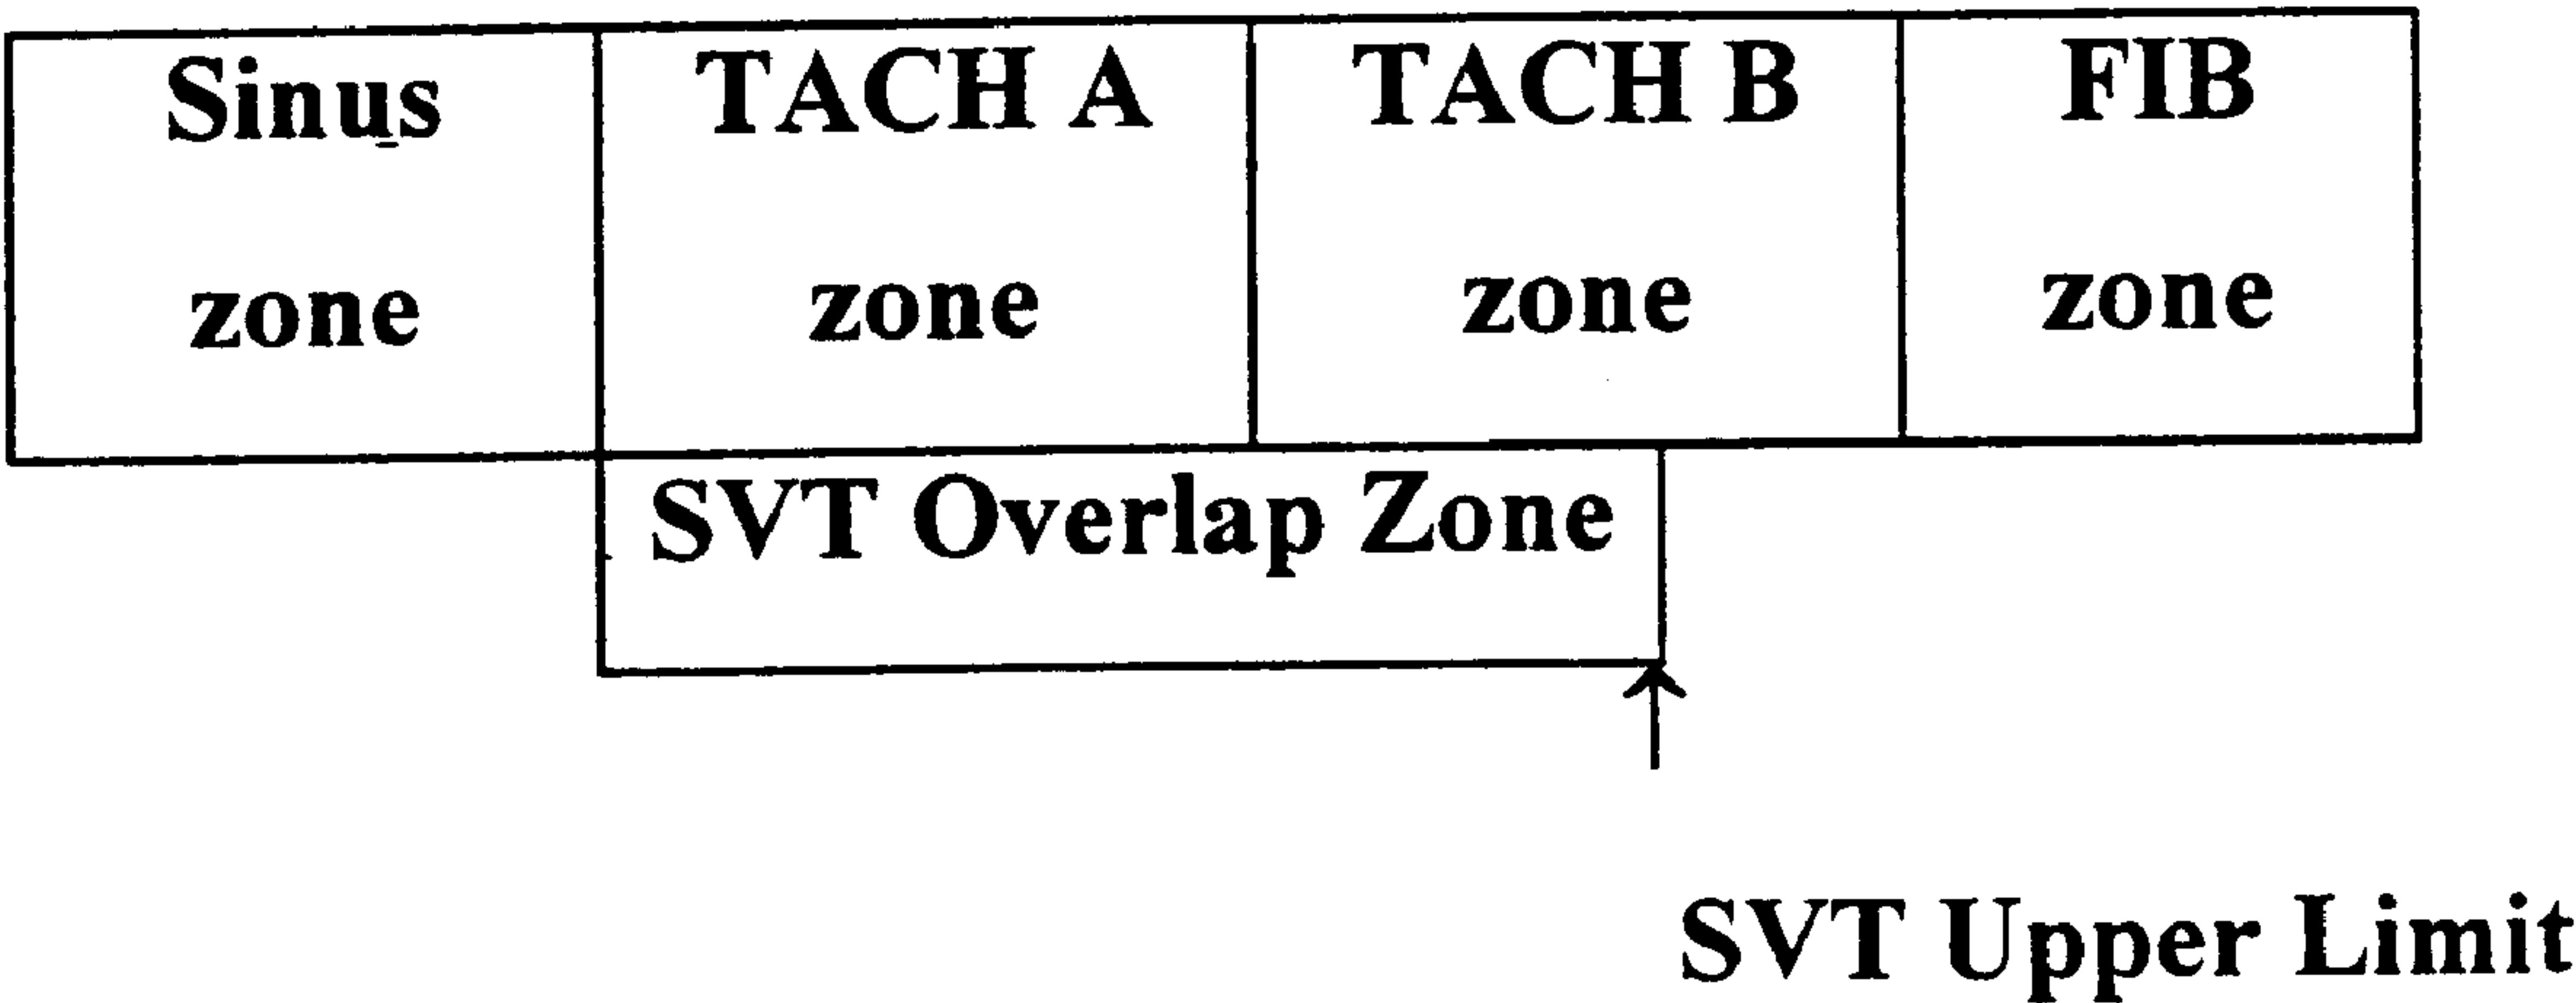 Sinus TACH A TACH B FIB
zone zone zone zone
SVT Overlap Zone
SVT Upper Limit